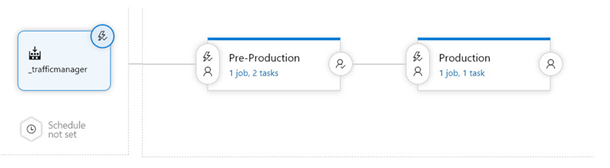 _trafficmanager
Schedule
not set
Pre-Production
1 job, 2 tasks
Production
1 job, 1 task